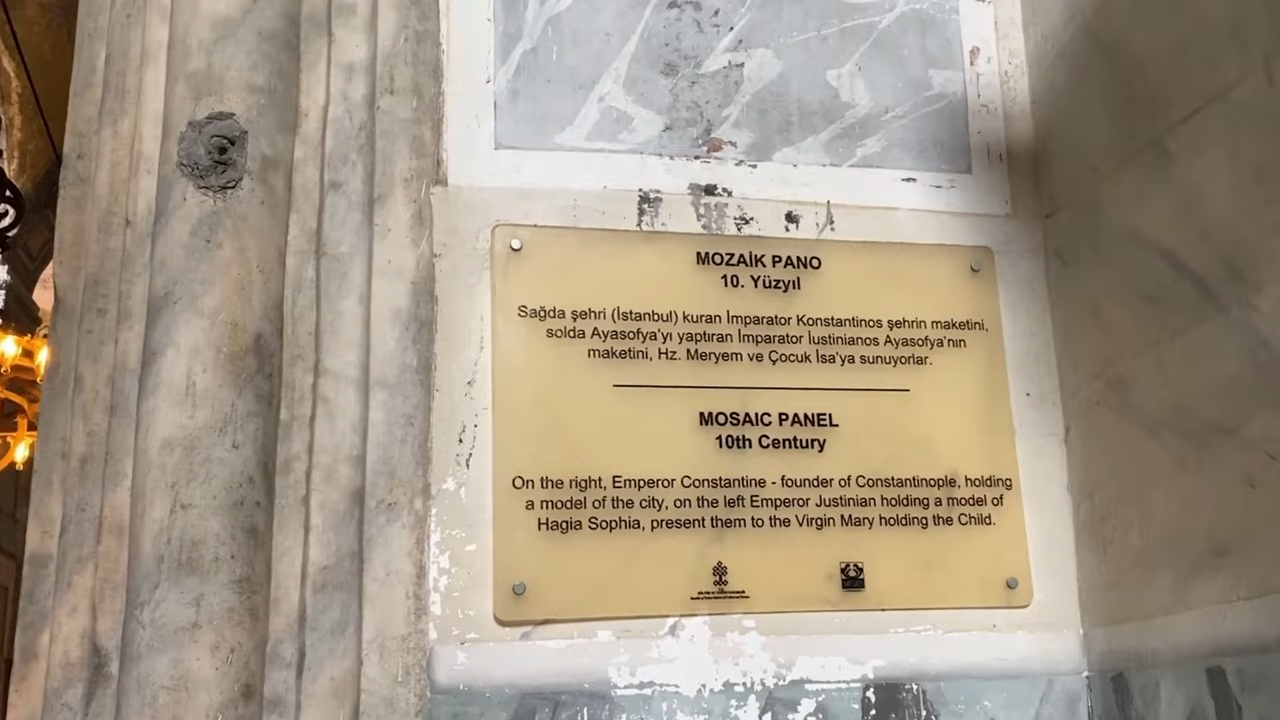 MOZAİK PANO
10. Yüzyıl
Sağda şehri (İstanbul) kuran İmparator Konstantinos şehrin maketini,
solda Ayasofya'yı yaptıran İmparator İustinianos Ayasofya'nın
maketini, Hz. Meryem ve Çocuk İsa'ya sunuyorlar.
MOSAIC PANEL
10th Century
On the right, Emperor Constantine - founder of Constantinople, holding
a model of the city, on the left Emperor Justinian holding a model of
Hagia Sophia, present them to the Virgin Mary holding the Child.